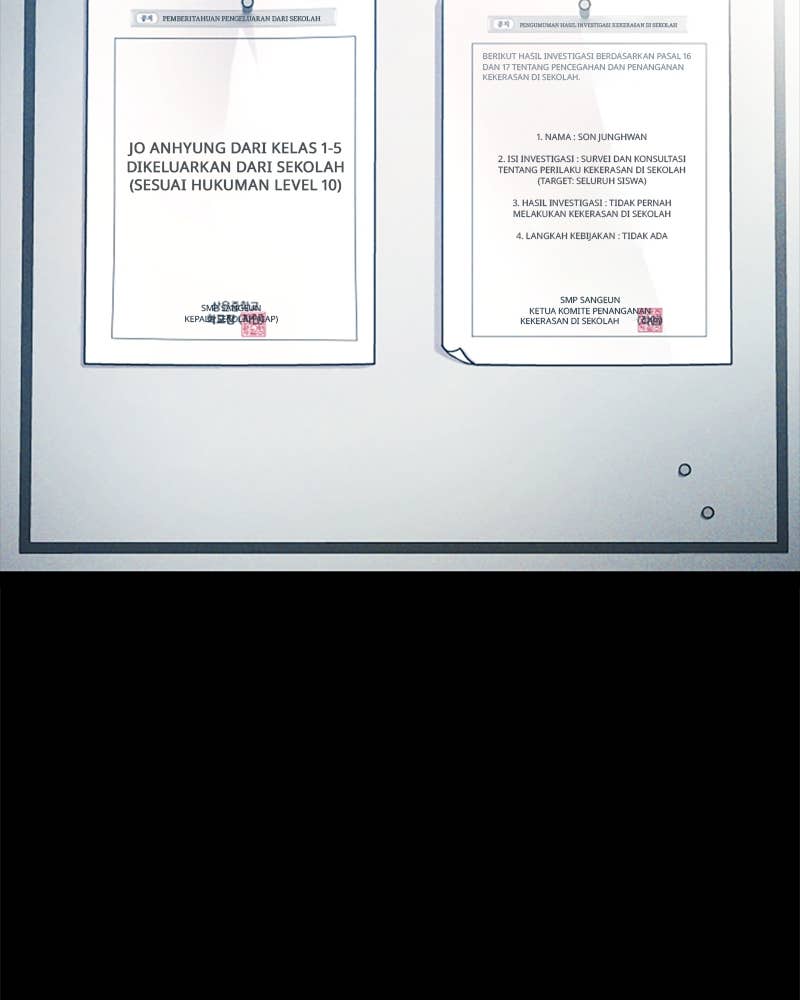 공지 PEMBERITAHUAN PENGELUARAN DARI SEKOLAH
JO ANHYUNG DARI KELAS 1-5
DIKELUARKAN DARI SEKOLAH
(SESUAI HUKUMAN LEVEL 10)
SMP SANGEUN
공지 PENGUMUMAN HASIL INVESTIGASI KEKERASAN DI SEKOLAH
BERIKUT HASIL INVESTIGASI BERDASARKAN PASAL 16
DAN 17 TENTANG PENCEGAHAN DAN PENANGANAN
KEKERASAN DI SEKOLAH.
1. NAMA : SON JUNGHWAN
2. ISI INVESTIGASI : SURVEI DAN KONSULTASI
TENTANG PERILAKU KEKERASAN DI SEKOLAH
(TARGET: SELURUH SISWA)
3. HASIL INVESTIGASI : TIDAK PERNAH
MELAKUKAN KEKERASAN DI SEKOLAH
4. LANGKAH KEBIJAKAN : TIDAK ADA
SMP SANGEUN
KETUA KOMITE PENANGANAN
KEKERASAN DI SEKOLAH